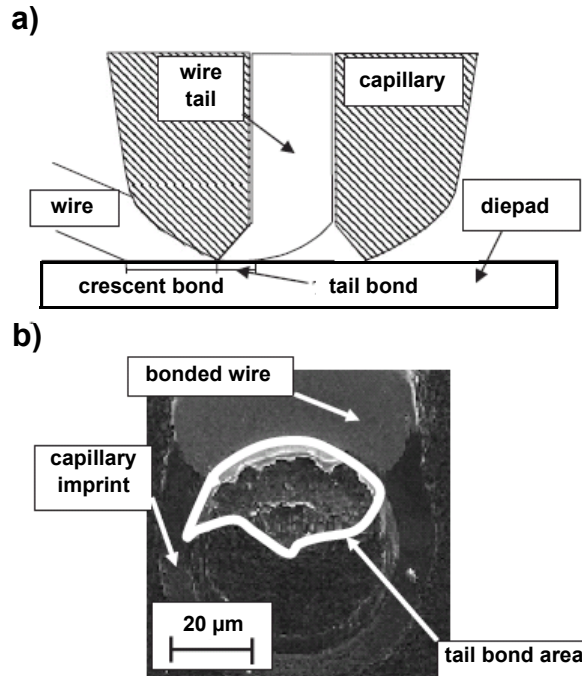 a)
wire
tail
capillary
wire
diepad
crescent bond
tail bond
b)
bonded wire
capillary
imprint
20 µm
tail bond area